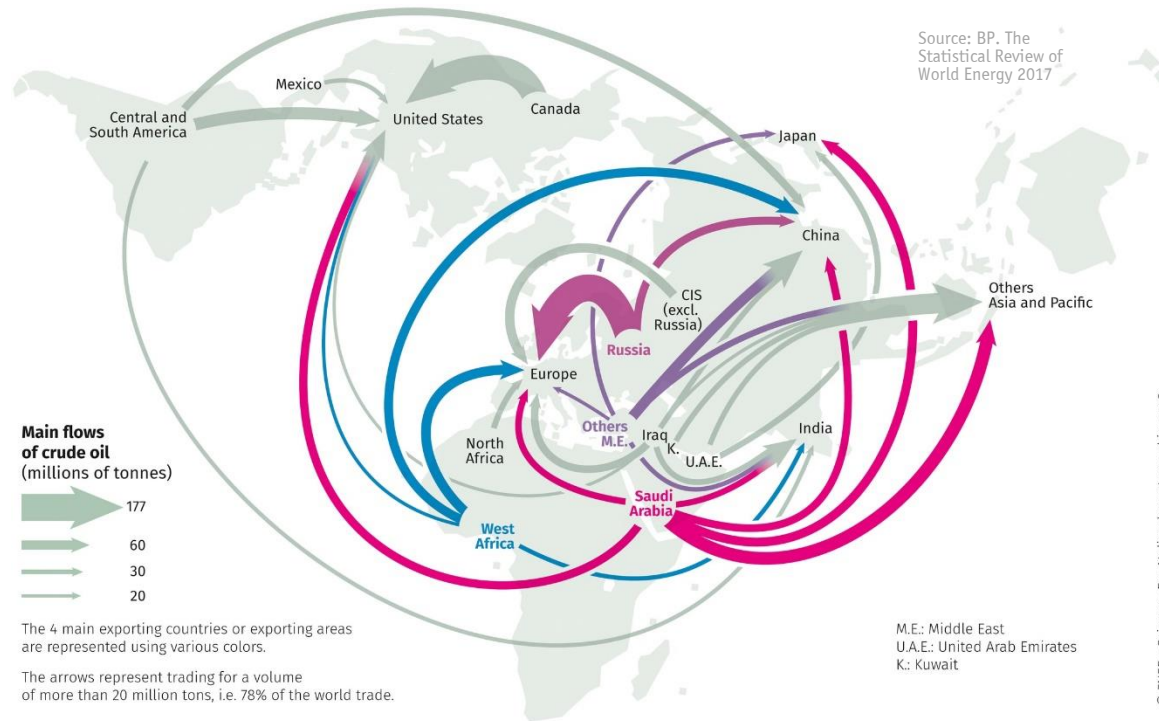 Source: BP. The
Statistical Review of
World Energy 2017
Mexico
Central and
South America
United States
Canada
Japan
China
Others
Asia and Pacific
CIS
(excl.
Russia)
Russia
Europe
Others
M.E.
Iraq
K.
U.A.E.
India
North
Africa
Saudi
Arabia
West
Africa
Main flows
of crude oil
(millions of tonnes)
177
60
30
20
The 4 main exporting countries or exporting areas
are represented using various colors.
The arrows represent trading for a volume
of more than 20 million tons, i.e. 78% of the world trade.
M.E.: Middle East
U.A.E.: United Arab Emirates
K.: Kuwait